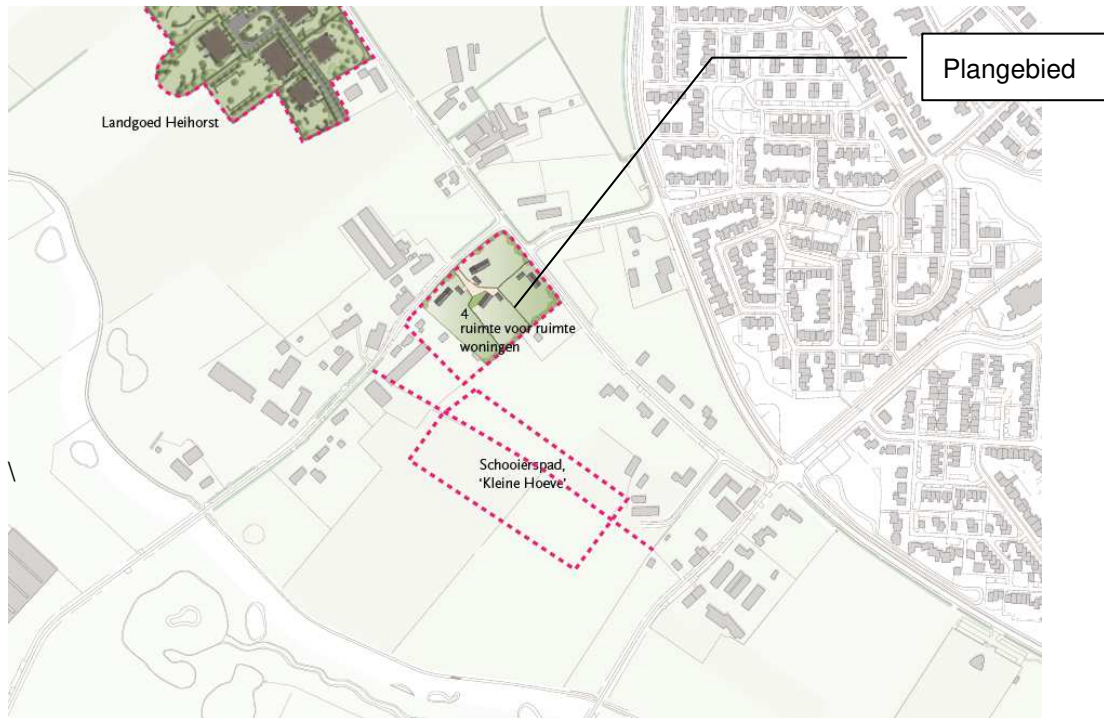 Plangebied
Landgoed Heihorst
4
ruimte voor ruimte
woningen
Schooierspad,
'Kleine Hoeve'
\